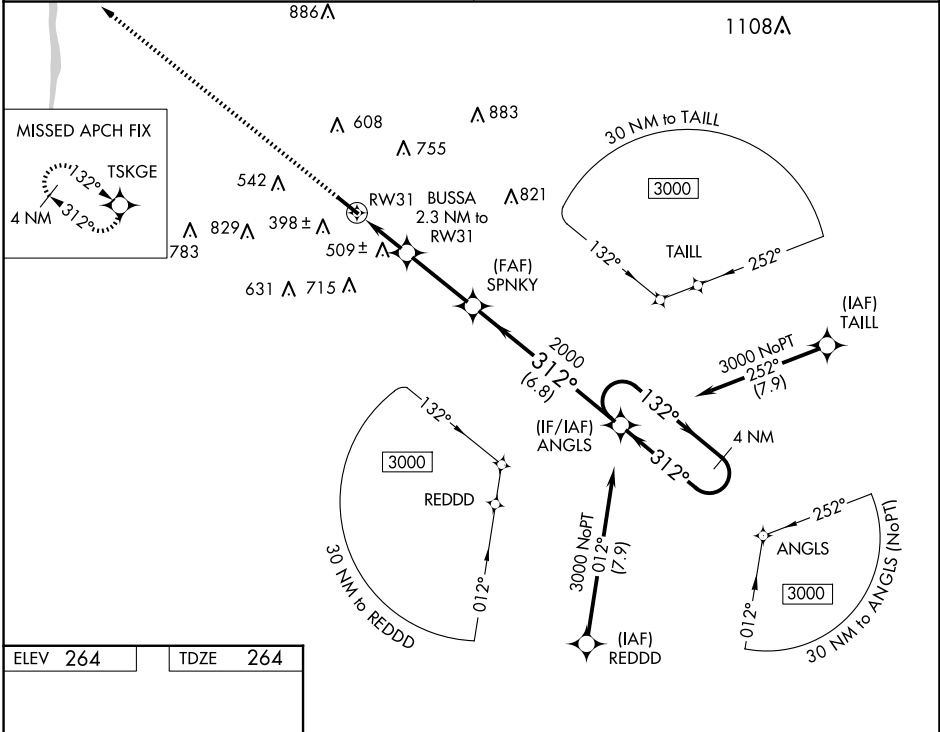 886
1108
MISSED APCH FIX
TSKGE
132°
312°
4 NM
608
883
755
542
821
829
398 ±
783
509 ±
631
715
RW31
BUSSA
2.3 NM to
RW31
(FAF)
SPNKY
30 NM to TAILL
3000
132°
TAILL
252°
(IAF)
TAILL
3000 NoPT
252°
(7.9)
2000
312°
(6.8)
132°
4 NM
312°
(IF/IAF)
ANGLS
132°
3000
REDDD
012°
30 NM to REDDD
3000 NoPT
012°
(7.9)
(IAF)
REDDD
252°
ANGLS
3000
012°
30 NM to ANGLS (NoPT)
ELEV 264
TDZE 264